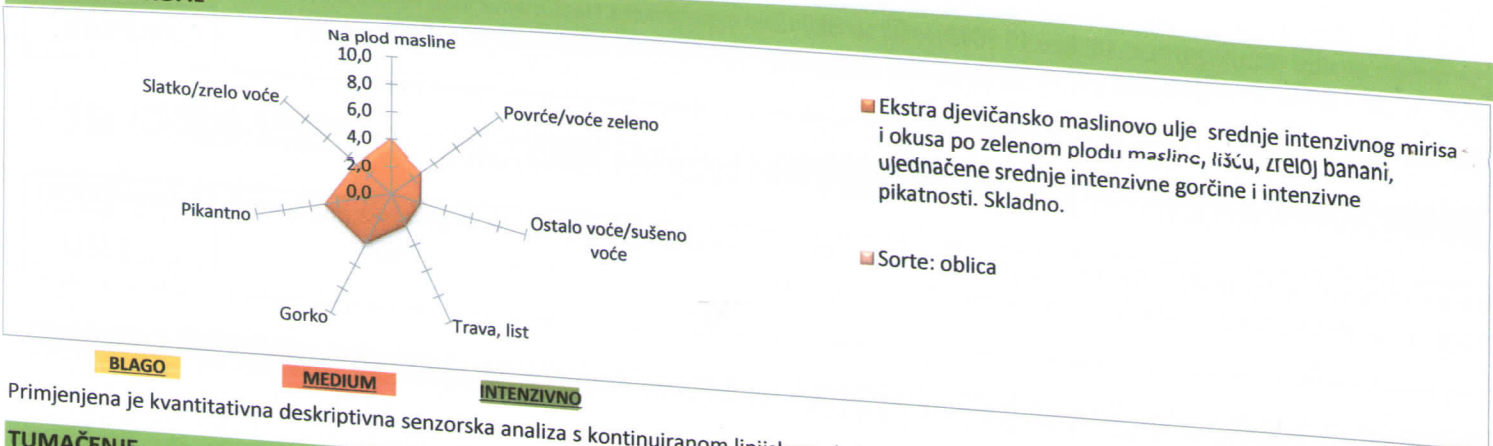 Na plod masline
10,0
8,0
6,0
4,0
2,0
0,0
Povrće/voće zeleno
Ostalo voće/sušeno
voće
Trava, list
Gorko
Pikantno
Slatko/zrelo voće
Ekstra djevičansko maslinovo ulje srednje intenzivnog mirisa
i okusa po zelenom plodu masline, lišću, zreloj banani,
ujednačene srednje intenzivne gorčine i intenzivne
pikatnosti. Skladno.
Sorte: oblica
BLAGO
MEDIUM
INTENZIVNO
Primjenjena je kvantitativna deskriptivna senzorska analiza s kontinuiranom
TUMAČENJE